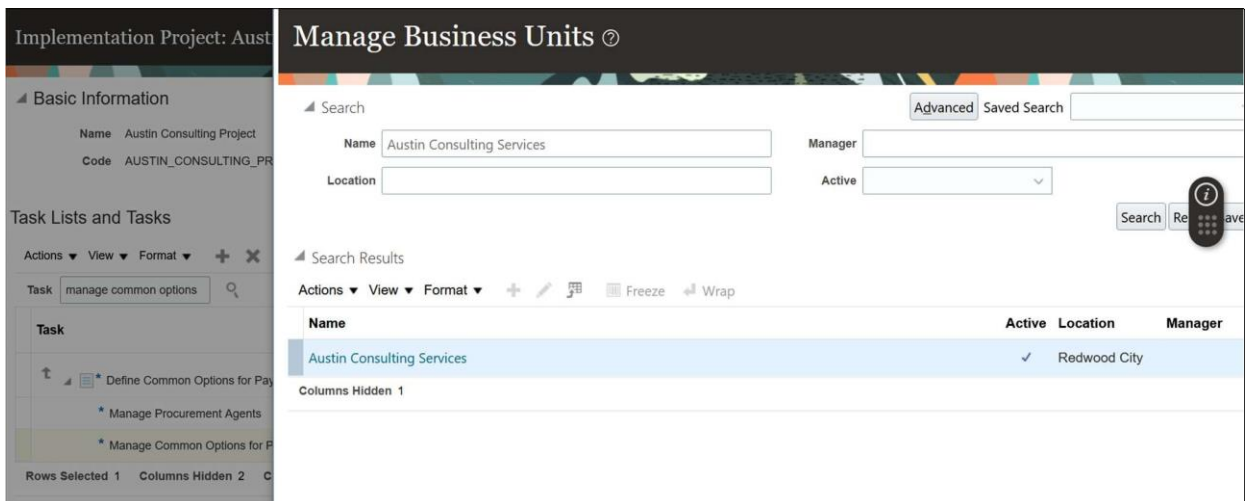 Implementation Project: Aust
Basic Information
Name Austin Consulting Project
Code AUSTIN_CONSULTING_PR
Task Lists and Tasks
Actions View Format
Task manage common options
Task
* Define Common Options for Pay
* Manage Procurement Agents
* Manage Common Options for P
Rows Selected 1 Columns Hidden 2 C
Manage Business Units
Search
Advanced Saved Search
Name Austin Consulting Services Manager
Location Active
Search Re ave
Search Results
Actions View Format Freeze Wrap
Name Active Location Manager
Austin Consulting Services Redwood City
Columns Hidden 1